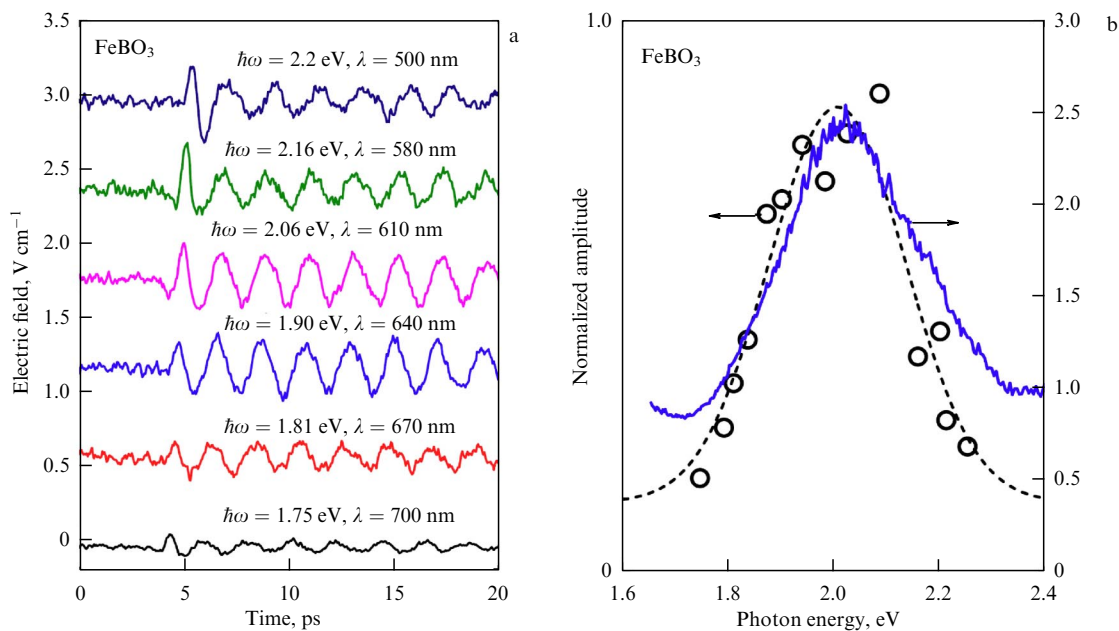 a
FeBO₃
ℏω = 2.2 eV, λ = 500 nm
ℏω = 2.16 eV, λ = 580 nm
ℏω = 2.06 eV, λ = 610 nm
ℏω = 1.90 eV, λ = 640 nm
ℏω = 1.81 eV, λ = 670 nm
ℏω = 1.75 eV, λ = 700 nm
Electric field, V cm⁻¹
3.5
3.0
2.5
2.0
1.5
1.0
0.5
0
0 5 10 15 20
Time, ps
b
FeBO₃
Normalized amplitude
1.0
0
3.0
2.5
2.0
1.5
1.0
0.5
0
1.6 1.8 2.0 2.2 2.4
Photon energy, eV